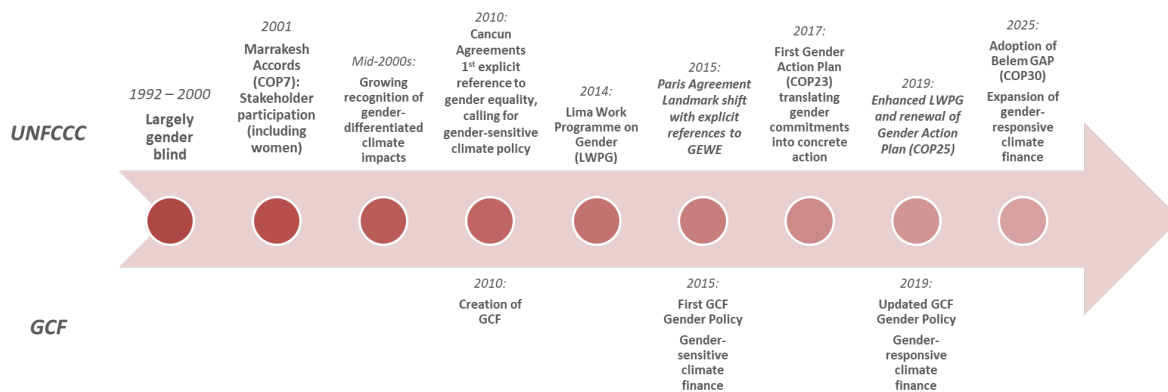 UNFCCC
1992 – 2000
Largely
gender
blind
2001
Marrakesh
Accords
(COP7):
Stakeholder
participation
(including
women)
Mid-2000s:
Growing
recognition of
gender-
differentiated
climate
impacts
2010:
Cancun
Agreements
1st explicit
reference to
gender equality,
calling for
gender-sensitive
climate policy
2014:
Lima Work
Programme on
Gender (LWPG)
2015:
Paris Agreement
Landmark shift
with explicit
references to
GEWE
2017:
First Gender
Action Plan
(COP23)
translating
gender
commitments
into concrete
action
2019:
Enhanced LWPG
and renewal of
Gender Action
Plan (COP25)
2025:
Adoption of
Belem GAP
(COP30)
Expansion of
gender-
responsive
climate
finance
GCF
2010:
Creation of
GCF
2015:
First GCF
Gender Policy
Gender-
sensitive
climate
finance
2019:
Updated GCF
Gender Policy
Gender-
responsive
climate
finance